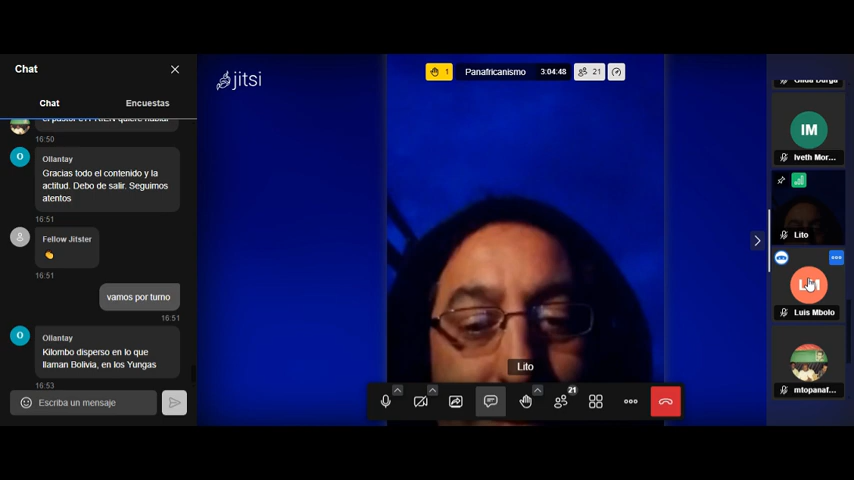 Chat
Chat
Encuestas
16:50
O
Ollantay
Gracias todo el contenido y la
actitud. Debo de salir. Seguimos
atentos
16:51
Fellow Jitster
16:51
vamos por turno
16:51
O
Ollantay
Kilombo disperso en lo que
llaman Bolivia, en los Yungas
16:53
Escriba un mensaje
jitsi
1
Panafricanismo
3:04:48
21
Lito
21
IM
Iveth Mor...
Lito
Luis Mbolo
mtopanaf...